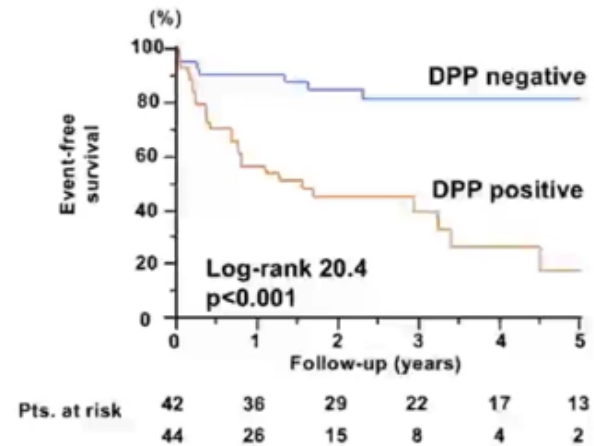 (%)
100
80
60
40
20
0
Event-free
survival
DPP negative
DPP positive
Log-rank 20.4
p<0.001
0 1 2 3 4 5
Follow-up (years)
Pts. at risk
42 36 29 22 17 13
44 26 15 8 4 2